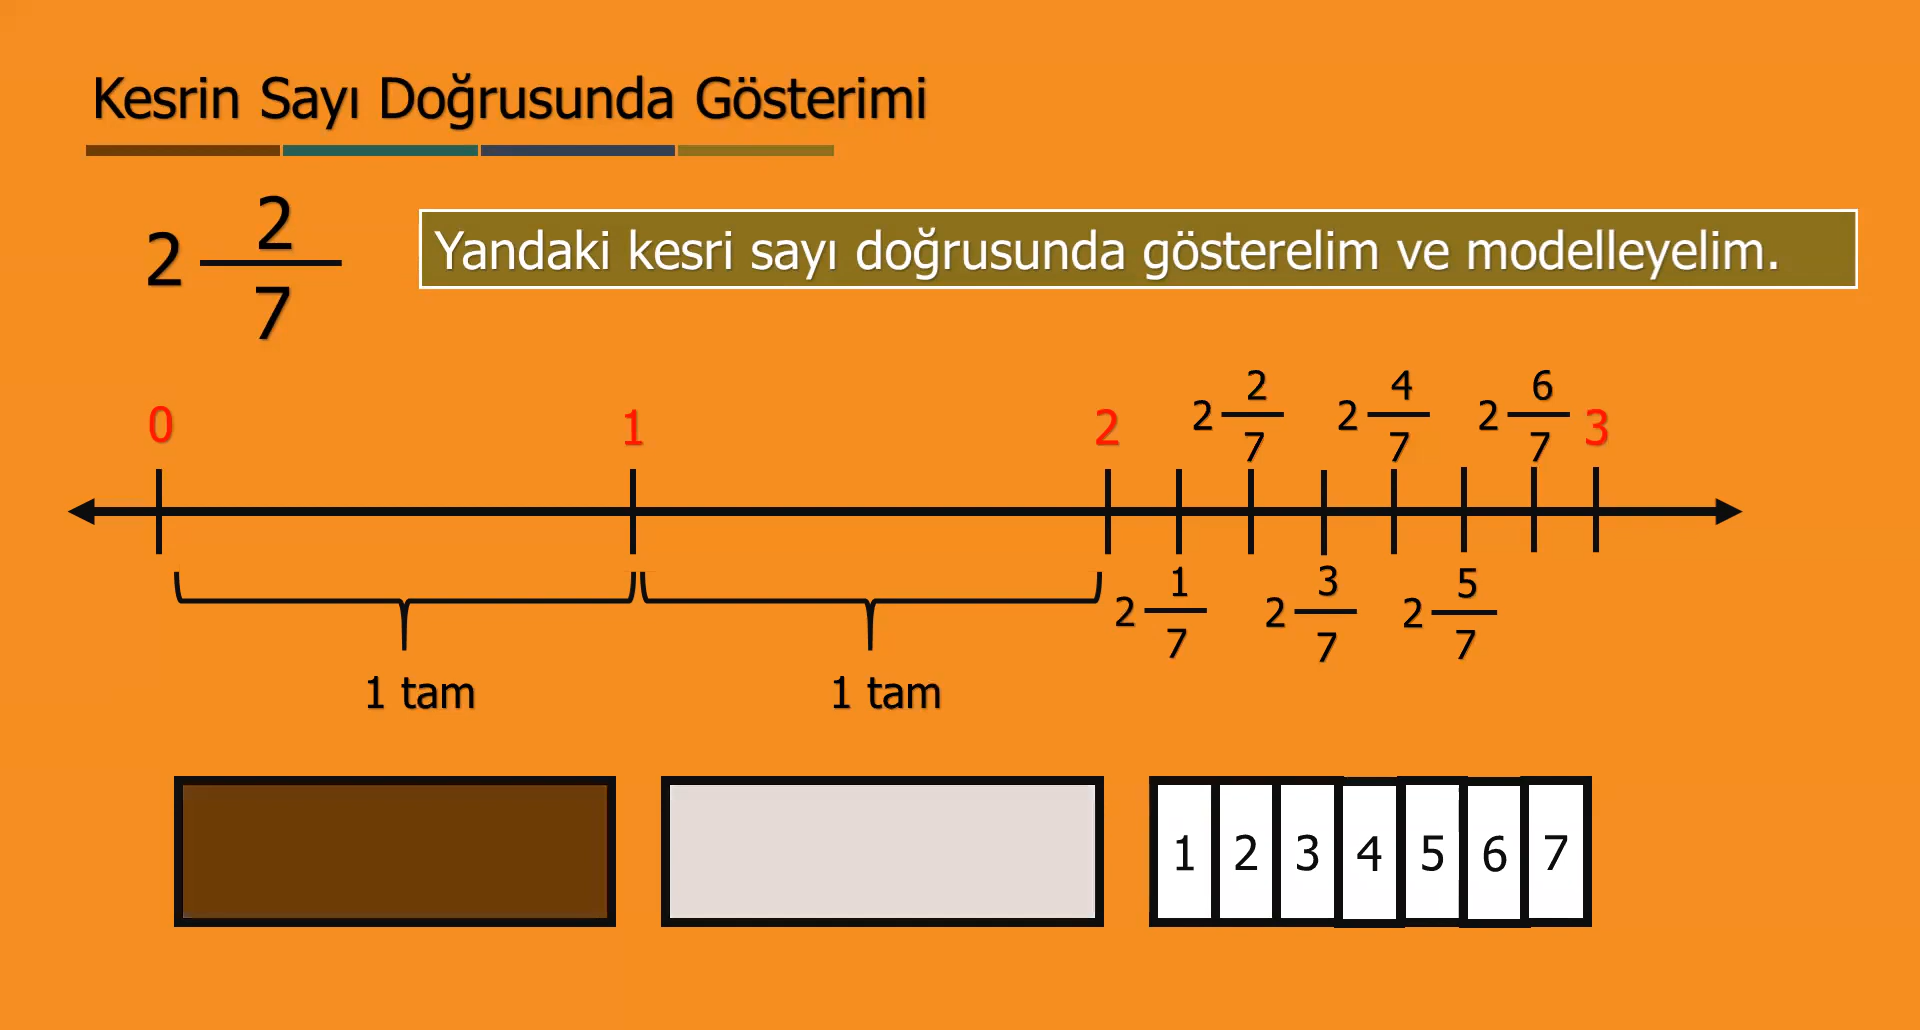 Kesrin Sayı Doğrusunda Gösterimi
2 2/7
Yandaki kesri sayı doğrusunda gösterelim ve modelleyelim.
0 1 2 2 2/7 2 4/7 2 6/7 3
2 1/7 2 3/7 2 5/7
1 tam 1 tam
1 2 3 4 5 6 7